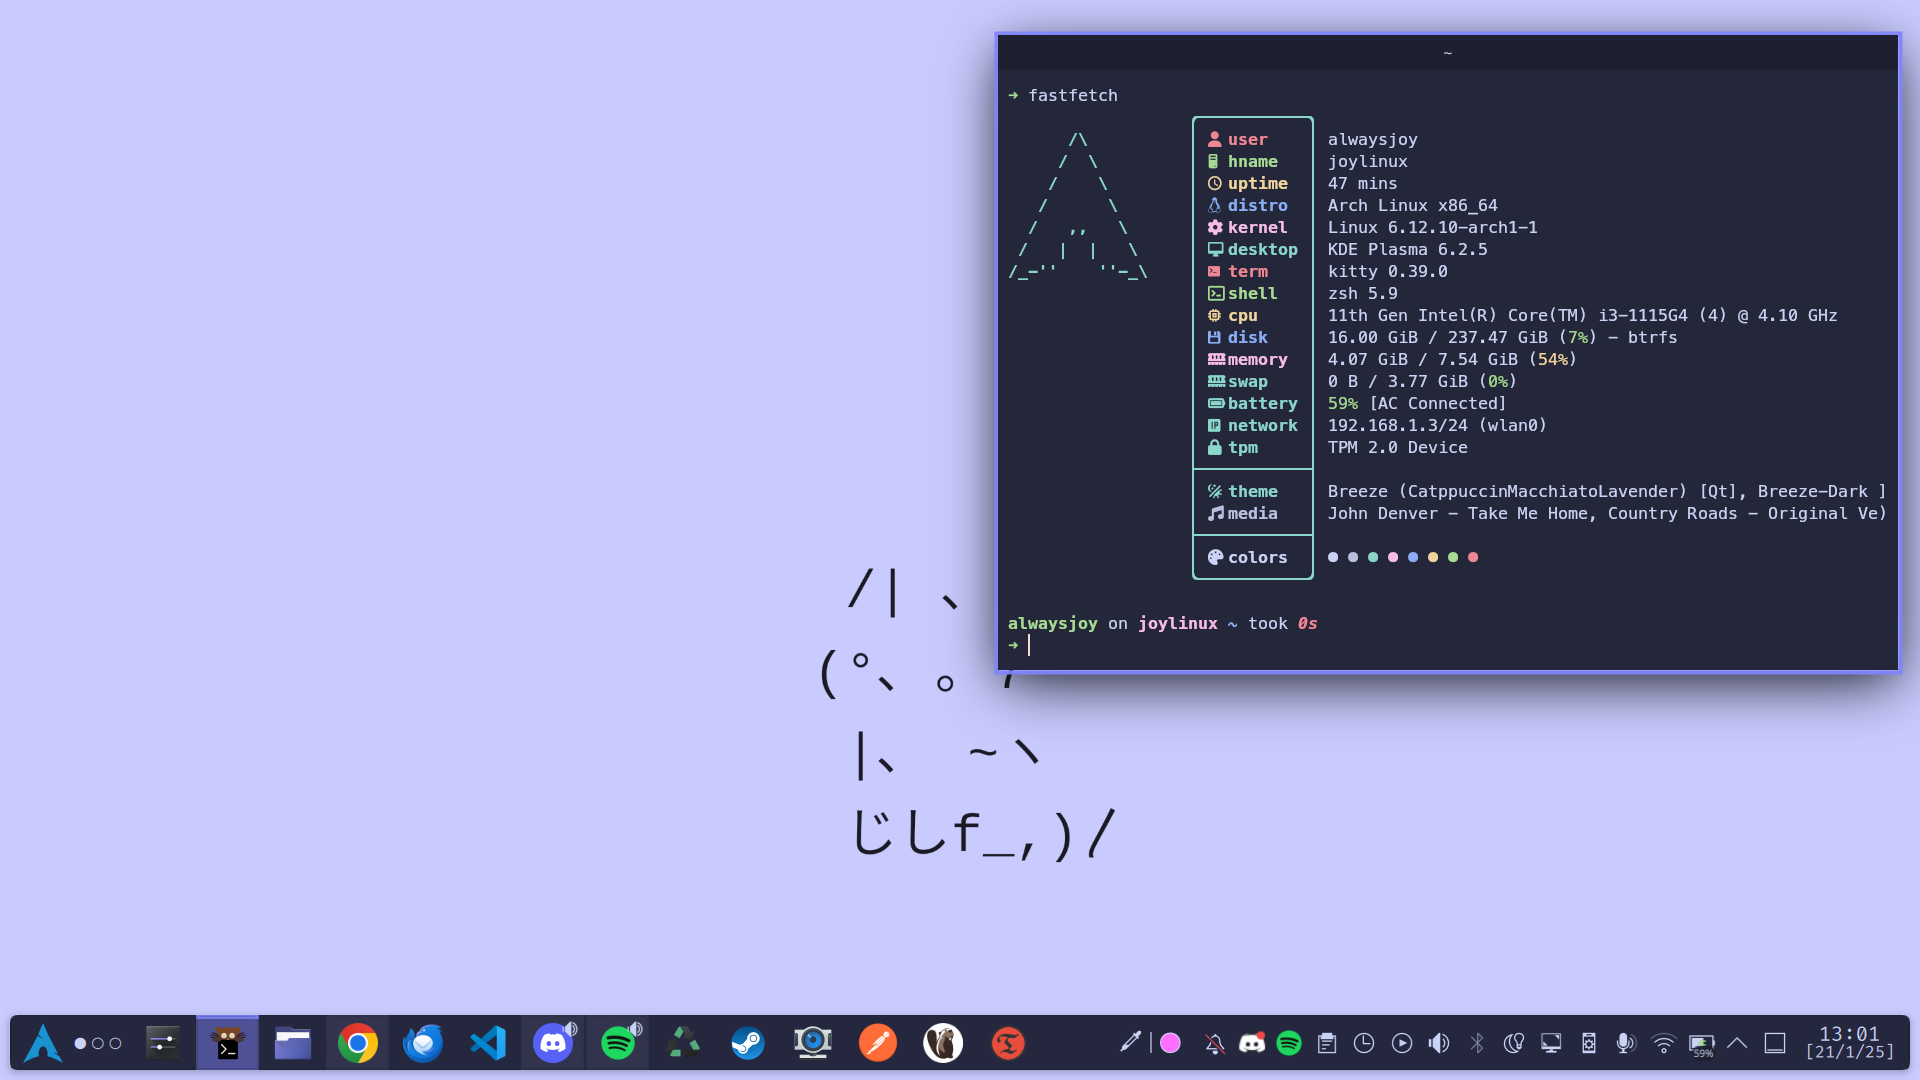 ~
➜ fastfetch
/\
/  \
/    \
/      \
/   ,,   \
/   |  |   \
/_-''    ''-_\
user alwaysjoy
hname joylinux
uptime 47 mins
distro Arch Linux x86_64
kernel Linux 6.12.10-arch1-1
desktop KDE Plasma 6.2.5
term kitty 0.39.0
shell zsh 5.9
cpu 11th Gen Intel(R) Core(TM) i3-1115G4 (4) @ 4.10 GHz
disk 16.00 GiB / 237.47 GiB (7%) - btrfs
memory 4.07 GiB / 7.54 GiB (54%)
swap 0 B / 3.77 GiB (0%)
battery 59% [AC Connected]
network 192.168.1.3/24 (wlan0)
tpm TPM 2.0 Device
theme Breeze (CatppuccinMacchiatoLavender) [Qt], Breeze-Dark ]
media John Denver - Take Me Home, Country Roads - Original Ve)
colors
alwaysjoy on joylinux ~ took 0s
➜
/| 、
(°、。7
|、 ~ヽ
じしf_,)/
59%
13:01
[21/1/25]